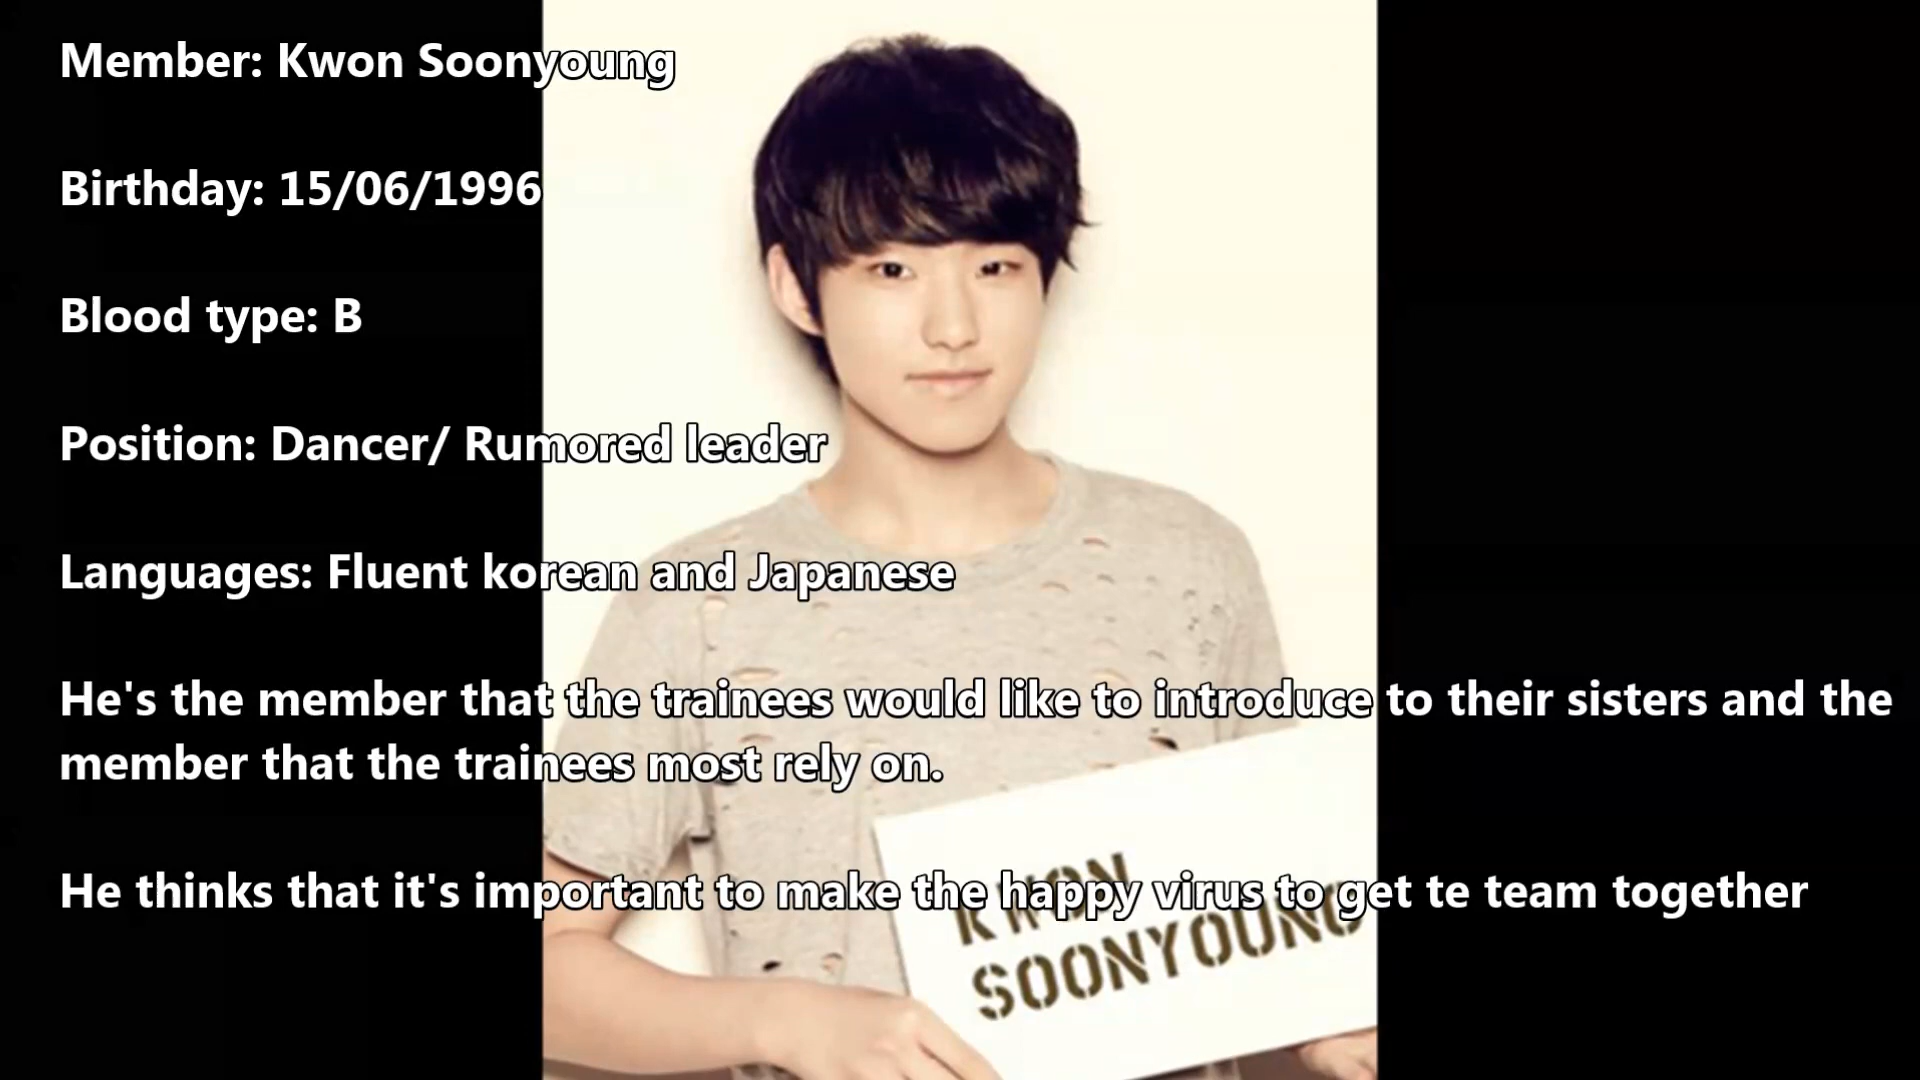 Member: Kwon Soonyoung
Birthday: 15/06/1996
Blood type: B
Position: Dancer/ Rumored leader
Languages: Fluent korean and Japanese
He's the member that the trainees would like to introduce to their sisters and the
member that the trainees most rely on.
He thinks that it's important to make the happy virus to get te team together
KWON
SOONYOUNG